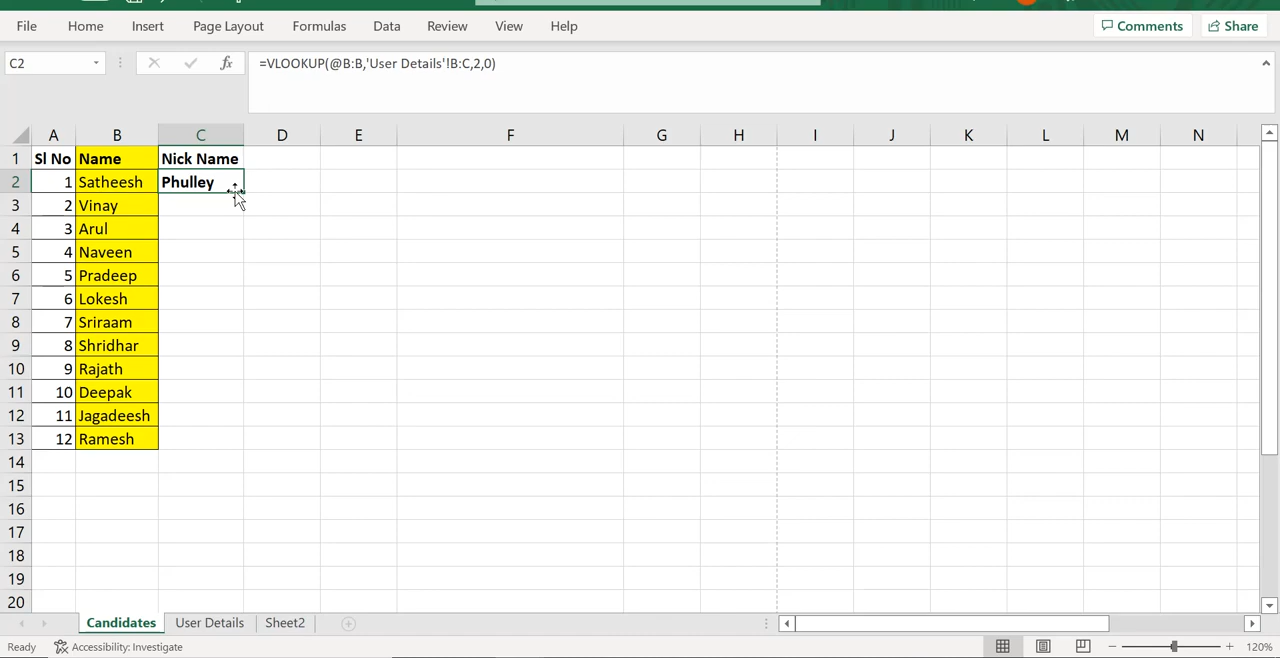 File Home Insert Page Layout Formulas Data Review View Help Comments Share
C2 fx =VLOOKUP(@B:B,'User Details'!B:C,2,0)
A B C D E F G H I J K L M N
1 Sl No Name Nick Name
2 1 Satheesh Phulley
3 2 Vinay
4 3 Arul
5 4 Naveen
6 5 Pradeep
7 6 Lokesh
8 7 Sriraam
9 8 Shridhar
10 9 Rajath
11 10 Deepak
12 11 Jagadeesh
13 12 Ramesh
14
15
16
17
18
19
20
Candidates User Details Sheet2
Ready Accessibility: Investigate 120%